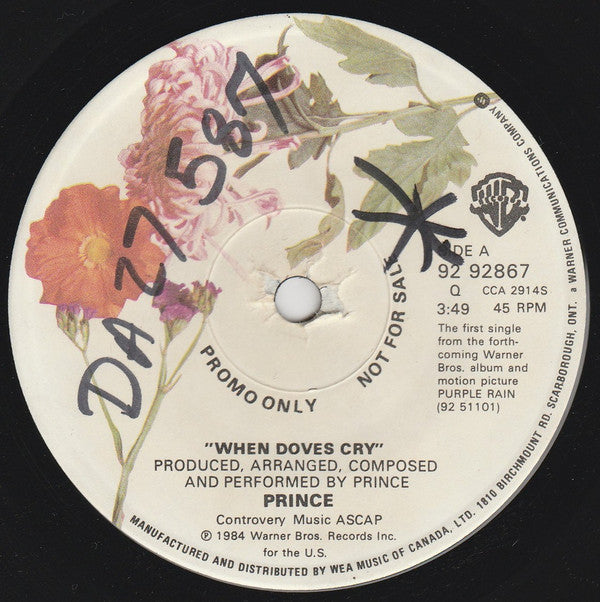 DA 27 587
PROMO ONLY
NOT FOR SALE
DE A
92 92867
Q CCA 2914S
3:49 45 RPM
The first single
from the forth-
coming Warner
Bros. album and
motion picture
PURPLE RAIN
(92 51101)
"WHEN DOVES CRY"
PRODUCED, ARRANGED, COMPOSED
AND PERFORMED BY PRINCE
PRINCE
Controvery Music ASCAP
℗ 1984 Warner Bros. Records Inc.
for the U.S.
MANUFACTURED AND DISTRIBUTED BY WEA MUSIC OF CANADA, LTD. 1810 BIRCHMOUNT RD. SCARBOROUGH, ONT. a WARNER COMMUNICATIONS COMPANY